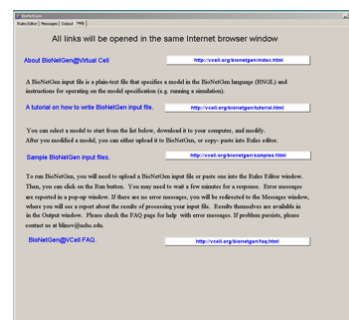 BioNetGen
Rules Editor | Messages | Output | Help
All links will be opened in the same Internet browser window
About BioNetGen@Virtual Cell
http://vcell.org/bionetgen/index.html
A BioNetGen input file is a plain-text file that specifies a model in the BioNetGen language (BNGL) and
instructions for operating on the model specification (e.g. running a simulation).
A tutorial on how to write BioNetGen input file.
http://vcell.org/bionetgen/tutorial.html
You can select a model to start from the list below, download it to your computer, and modify.
After you modified a model, you can either upload it to BioNetGen, or copy- paste into Rules editor.
Sample BioNetGen input files.
http://vcell.org/bionetgen/samples.html
To run BioNetGen, you will need to upload a BioNetGen input file or paste one into the Rules Editor window.
Then, you can click on the Run button. You may need to wait a few minutes for a response. Error messages
are reported in a pop-up window. If there are no error messages, you will be redirected to the Messages window,
where you will see a report about the results of processing your input file. Results themselves are available in
in the Output window. Please check the FAQ page for help with error messages. If problem persists, please
contact us at
BioNetGen@VCell FAQ.
http://vcell.org/bionetgen/faq.html